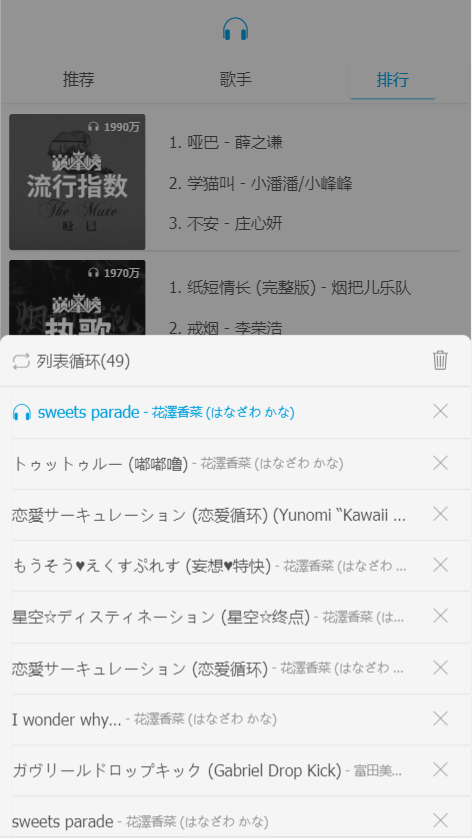 推荐 歌手 排行
1990万
巅峰榜
流行指数
The Mute
哑巴
1. 哑巴 - 薛之谦
2. 学猫叫 - 小潘潘/小峰峰
3. 不安 - 庄心妍
1970万
巅峰榜
热歌
1. 纸短情长 (完整版) - 烟把儿乐队
2. 戒烟 - 李荣浩
列表循环(49)
sweets parade - 花澤香菜 (はなざわ かな)
トゥットゥルー (嘟嘟噜) - 花澤香菜 (はなざわ かな)
恋愛サーキュレーション (恋爱循环) (Yunomi “Kawaii ...
もうそう♥えくすぷれす (妄想♥特快) - 花澤香菜 (はなざわ か...
星空☆ディスティネーション (星空☆终点) - 花澤香菜 (は...
恋愛サーキュレーション (恋爱循环) - 花澤香菜 (はなざわ か...
I wonder why... - 花澤香菜 (はなざわ かな)
ガヴリールドロップキック (Gabriel Drop Kick) - 富田美...
sweets parade - 花澤香菜 (はなざわ かな)